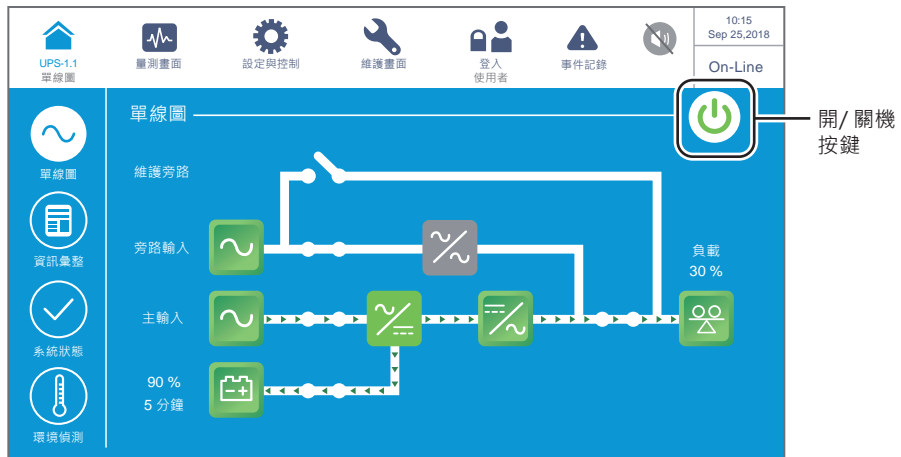 UPS-1.1
單線圖
量測畫面
設定與控制
維護畫面
登入
使用者
事件記錄
10:15
Sep 25,2018
On-Line
單線圖
資訊彙整
系統狀態
環境偵測
單線圖
維護旁路
旁路輸入
主輸入
90 %
5 分鐘
負載
30 %
開/關機
按鍵